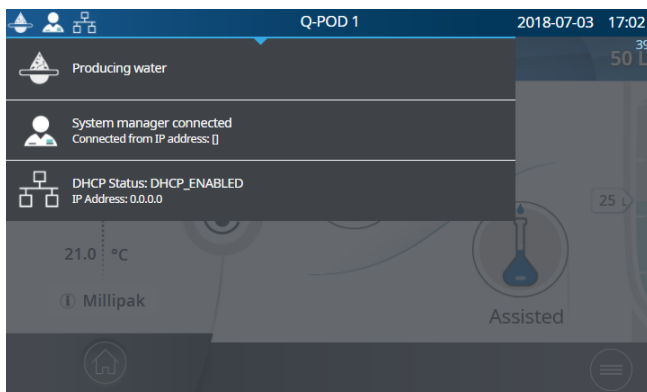 Q-POD 1
2018-07-03 17:02
39
50 L
Producing water
System manager connected
Connected from IP address: []
DHCP Status: DHCP_ENABLED
IP Address: 0.0.0.0
25 L
21.0 °C
Millipak
Assisted